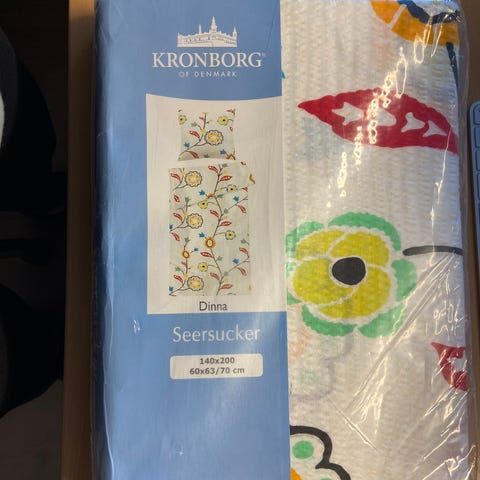 KRONBORG®
OF DENMARK
Dinna
Seersucker
140x200
60x63/70 cm